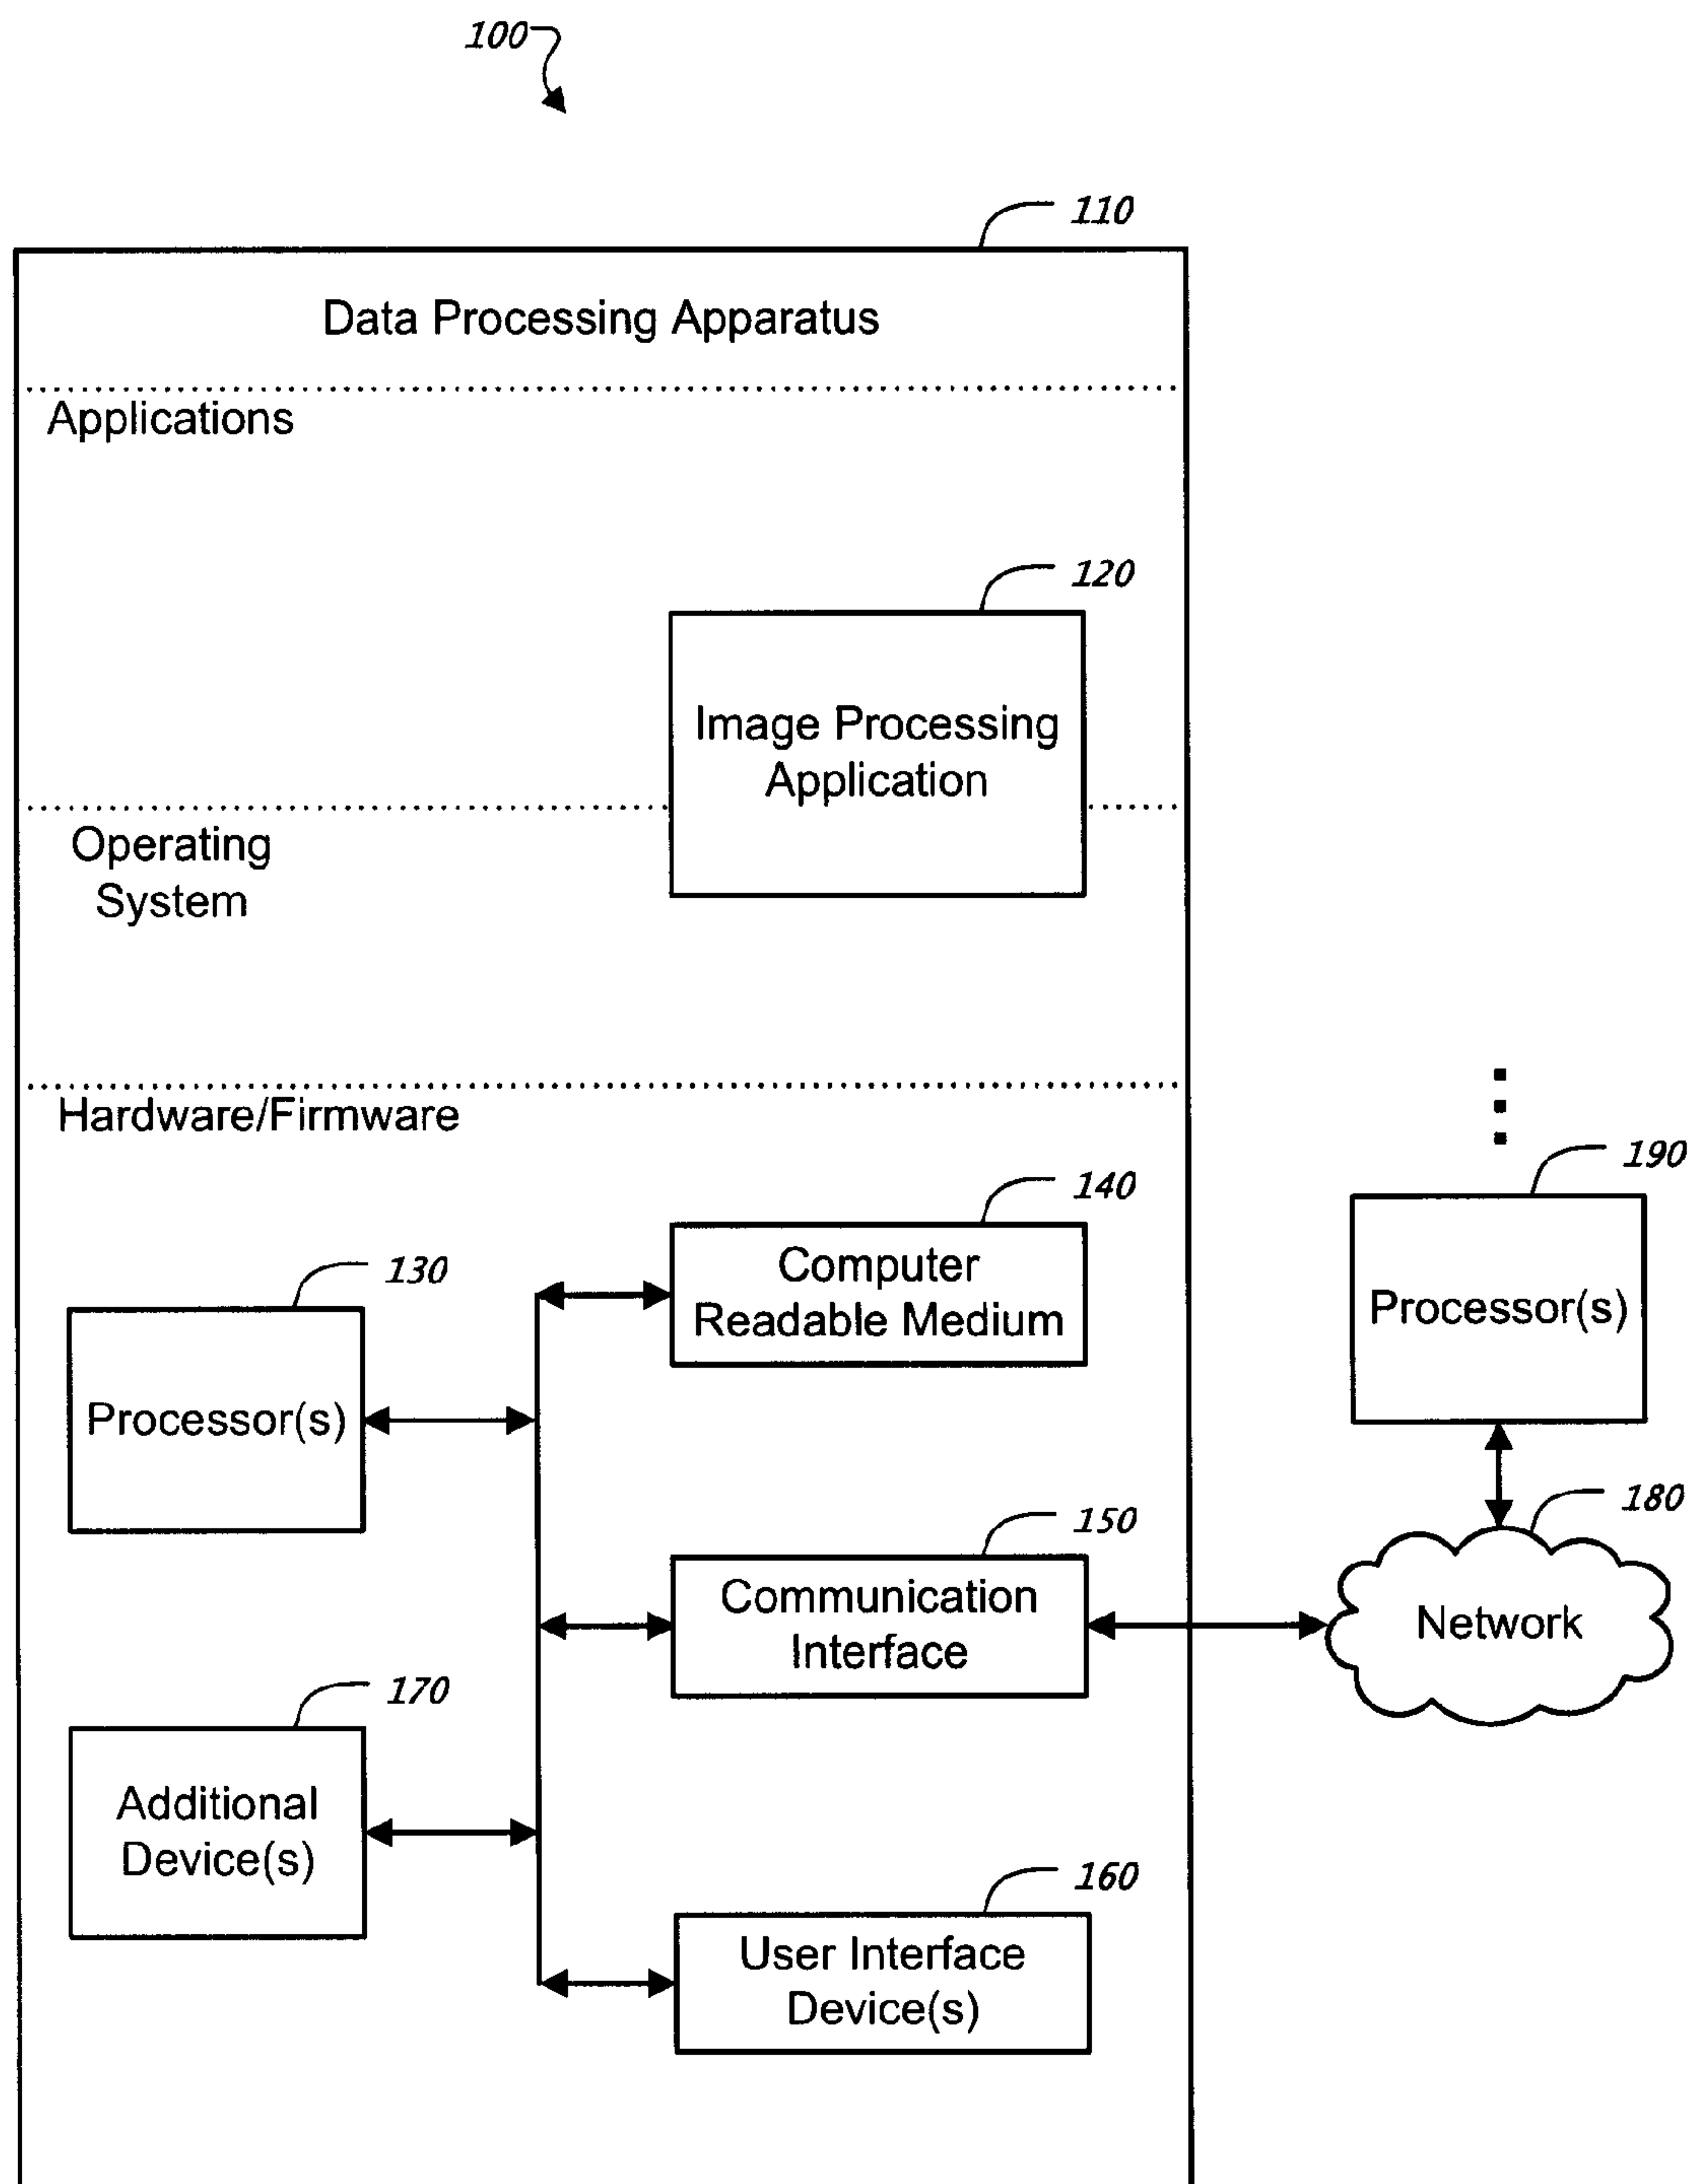 100
110
Data Processing Apparatus
Applications
120
Image Processing
Application
Operating
System
Hardware/Firmware
140
Computer
Readable Medium
130
Processor(s)
190
Processor(s)
150
Communication
Interface
180
Network
170
Additional
Device(s)
160
User Interface
Device(s)